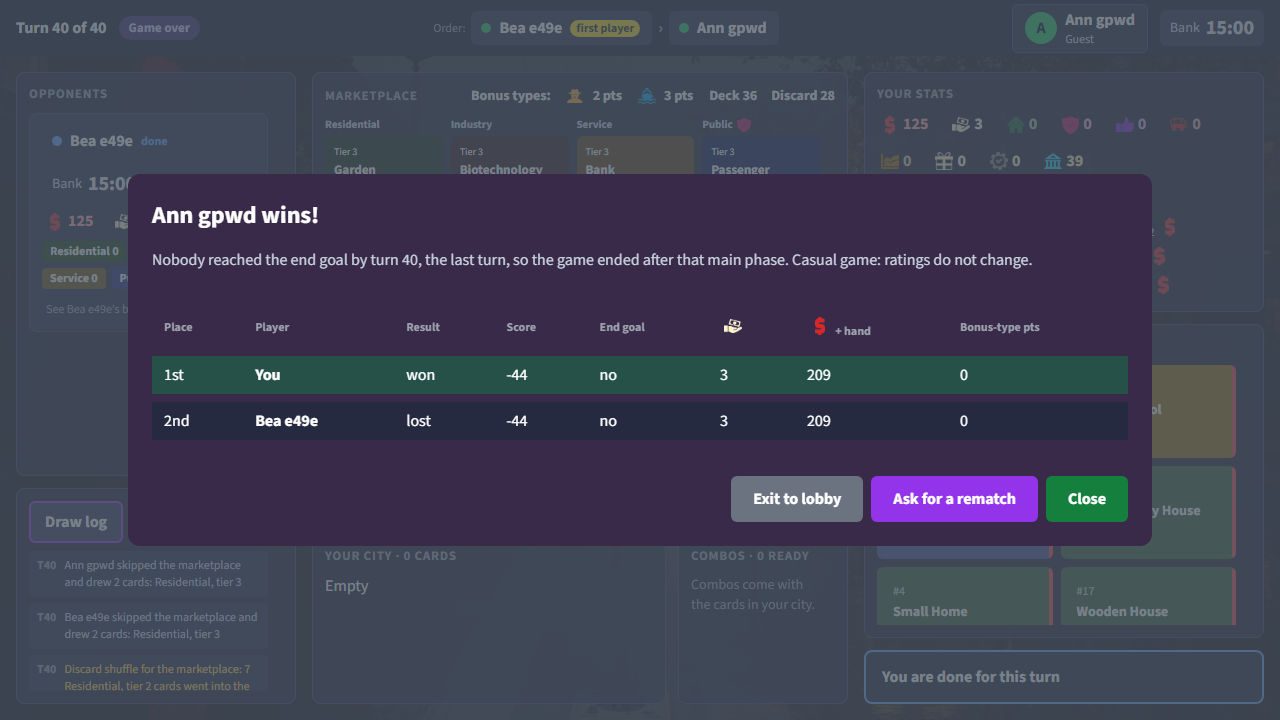 Turn 40 of 40 Game over
Order: Bea e49e first player › Ann gpwd
A Ann gpwd
Guest
Bank 15:00
OPPONENTS
Bea e49e done
Bank 15:00
125
Residential 0
Service 0
See Bea e49e's b
MARKETPLACE Bonus types: 2 pts 3 pts Deck 36 Discard 28
Residential Industry Service Public
Tier 3 Tier 3 Tier 3 Tier 3
Garden Biotechnology Bank Passenger
YOUR STATS
125 3 0 0 0 0
0 0 0 39
Ann gpwd wins!
Nobody reached the end goal by turn 40, the last turn, so the game ended after that main phase. Casual game: ratings do not change.
Place Player Result Score End goal + hand Bonus-type pts
1st You won -44 no 3 209 0
2nd Bea e49e lost -44 no 3 209 0
Exit to lobby Ask for a rematch Close
Draw log
T40 Ann gpwd skipped the marketplace
and drew 2 cards: Residential, tier 3
T40 Bea e49e skipped the marketplace and
drew 2 cards: Residential, tier 3
T40 Discard shuffle for the marketplace: 7
Residential, tier 2 cards went into the
YOUR CITY · 0 CARDS
Empty
COMBOS · 0 READY
Combos come with
the cards in your city.
y House
#4 #17
Small Home Wooden House
You are done for this turn